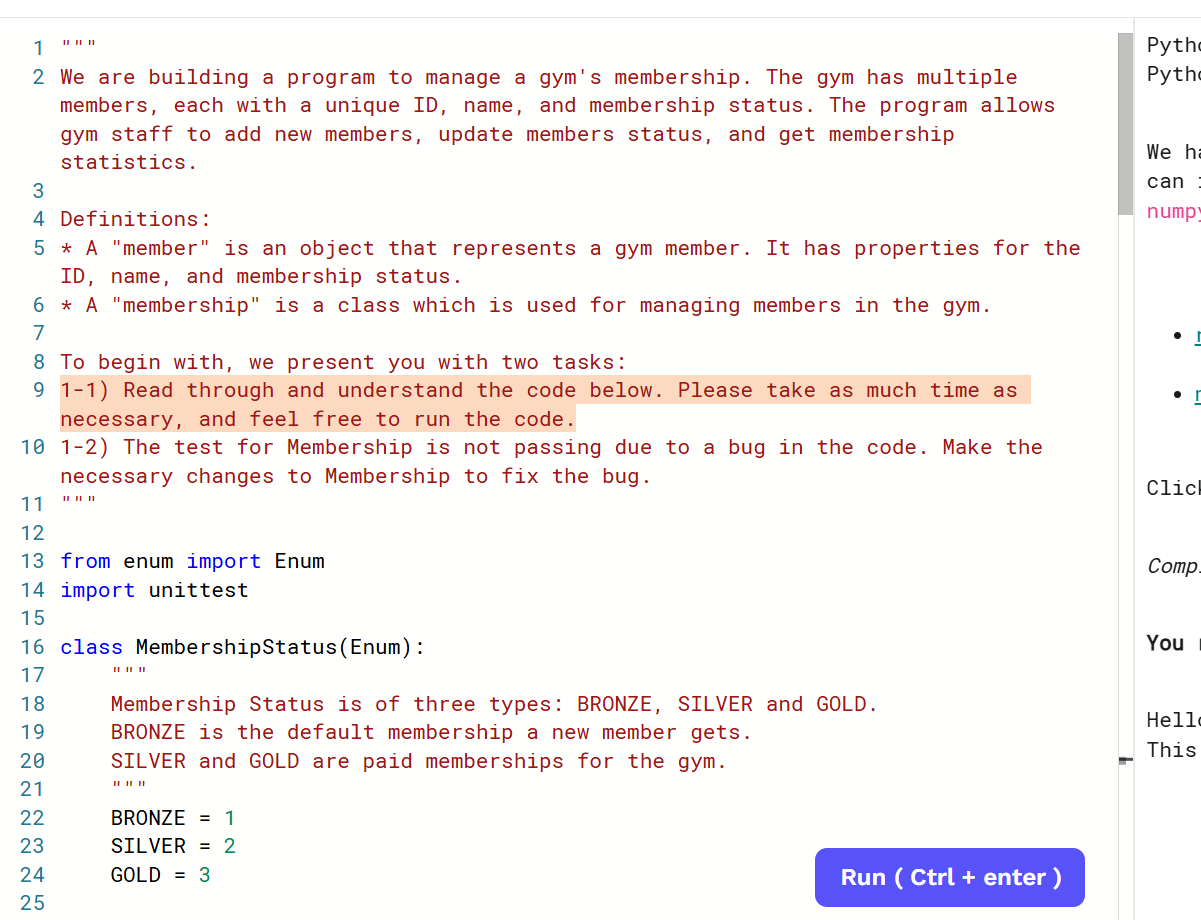 1 """
2 We are building a program to manage a gym's membership. The gym has multiple
members, each with a unique ID, name, and membership status. The program allows
gym staff to add new members, update members status, and get membership
statistics.
3
4 Definitions:
5 * A "member" is an object that represents a gym member. It has properties for the
ID, name, and membership status.
6 * A "membership" is a class which is used for managing members in the gym.
7
8 To begin with, we present you with two tasks:
9 1-1) Read through and understand the code below. Please take as much time as
necessary, and feel free to run the code.
10 1-2) The test for Membership is not passing due to a bug in the code. Make the
necessary changes to Membership to fix the bug.
11 """
12
13 from enum import Enum
14 import unittest
15
16 class MembershipStatus(Enum):
17 """
18 Membership Status is of three types: BRONZE, SILVER and GOLD.
19 BRONZE is the default membership a new member gets.
20 SILVER and GOLD are paid memberships for the gym.
21 """
22 BRONZE = 1
23 SILVER = 2
24 GOLD = 3
25
Run ( Ctrl + enter )
We
can
You
This